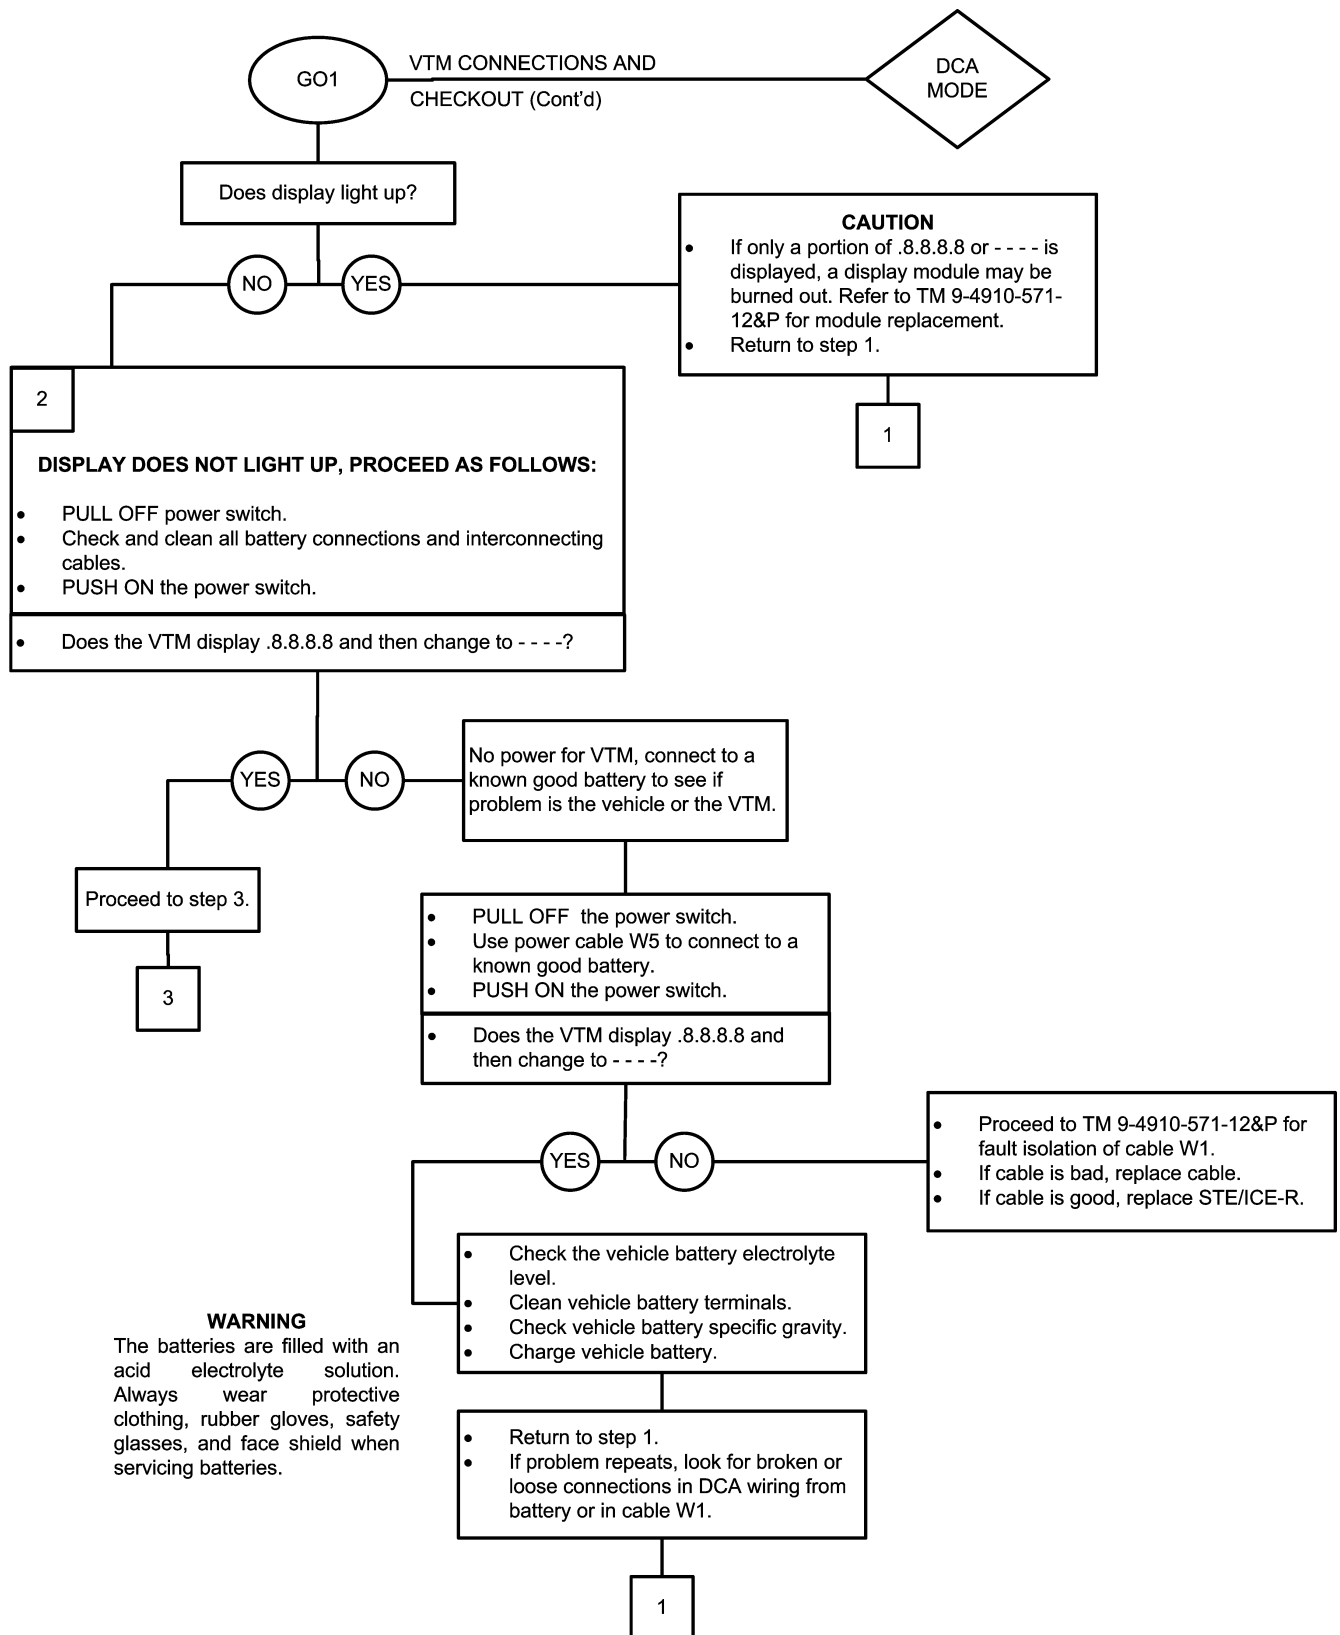 GO1
VTM CONNECTIONS AND
CHECKOUT (Cont'd)
DCA
MODE
Does display light up?
NO
YES
CAUTION
• If only a portion of .8.8.8.8 or - - - - is
displayed, a display module may be
burned out. Refer to TM 9-4910-571-
12&P for module replacement.
• Return to step 1.
1
2
DISPLAY DOES NOT LIGHT UP, PROCEED AS FOLLOWS:
• PULL OFF power switch.
• Check and clean all battery connections and interconnecting
cables.
• PUSH ON the power switch.
• Does the VTM display .8.8.8.8 and then change to - - - -?
YES
NO
No power for VTM, connect to a
known good battery to see if
problem is the vehicle or the VTM.
Proceed to step 3.
3
• PULL OFF the power switch.
• Use power cable W5 to connect to a
known good battery.
• PUSH ON the power switch.
• Does the VTM display .8.8.8.8 and
then change to - - - -?
YES
NO
• Proceed to TM 9-4910-571-12&P for
fault isolation of cable W1.
• If cable is bad, replace cable.
• If cable is good, replace STE/ICE-R.
• Check the vehicle battery electrolyte
level.
• Clean vehicle battery terminals.
• Check vehicle battery specific gravity.
• Charge vehicle battery.
WARNING
The batteries are filled with an
acid electrolyte solution.
Always wear protective
clothing, rubber gloves, safety
glasses, and face shield when
servicing batteries.
• Return to step 1.
• If problem repeats, look for broken or
loose connections in DCA wiring from
battery or in cable W1.
1